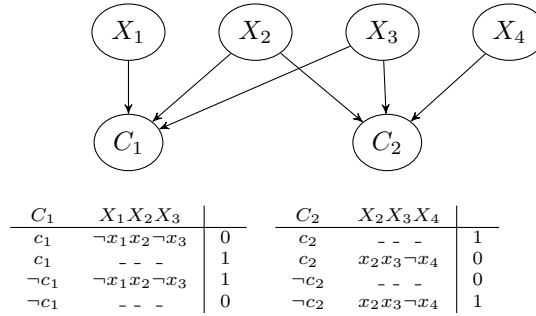 X₁ X₂ X₃ X₄
C₁ C₂
C₁ X₁X₂X₃ C₂ X₂X₃X₄
c₁ ¬x₁x₂¬x₃ 0 c₂ _ _ _ 1
c₁ _ _ _ 1 c₂ x₂x₃¬x₄ 0
¬c₁ ¬x₁x₂¬x₃ 1 ¬c₂ _ _ _ 0
¬c₁ _ _ _ 0 ¬c₂ x₂x₃¬x₄ 1